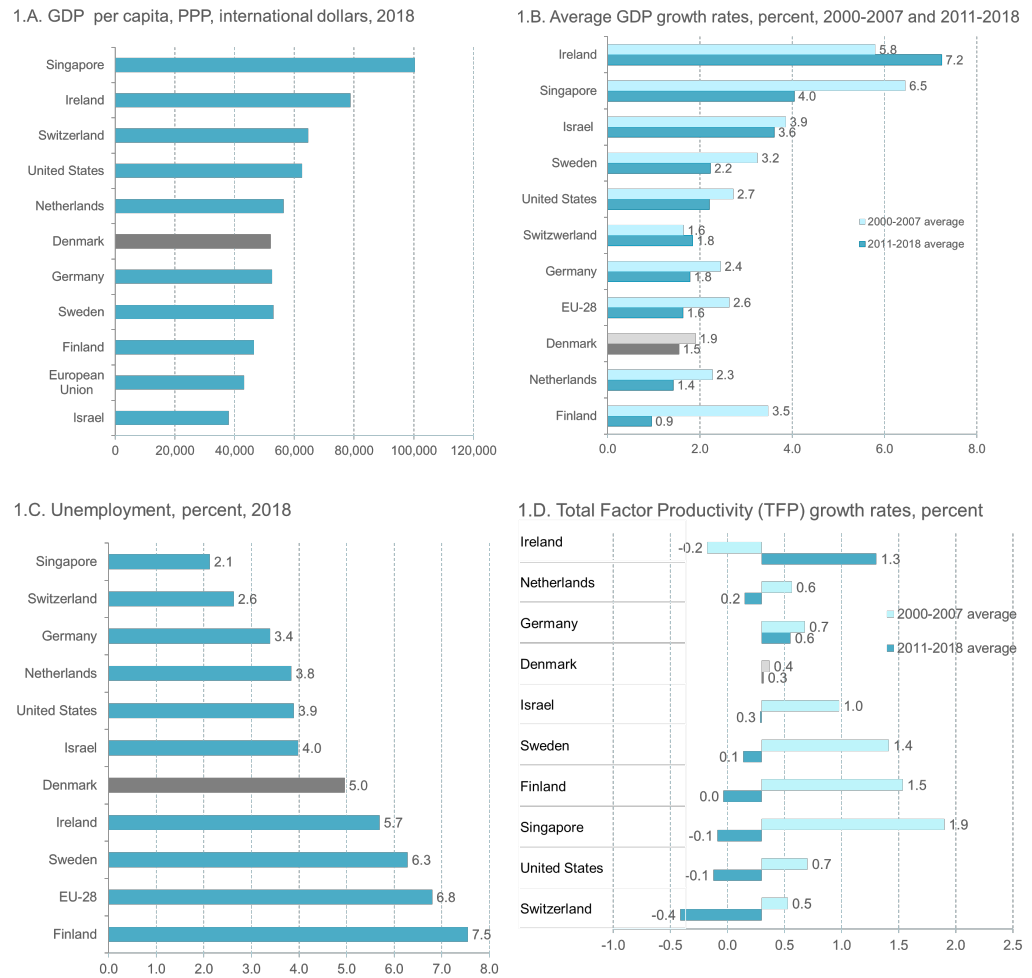 1.A. GDP per capita, PPP, international dollars, 2018
Singapore
Ireland
Switzerland
United States
Netherlands
Denmark
Germany
Sweden
Finland
European
Union
Israel
0 20,000 40,000 60,000 80,000 100,000 120,000
1.B. Average GDP growth rates, percent, 2000-2007 and 2011-2018
Ireland 5.8
7.2
Singapore 6.5
4.0
Israel 3.9
3.6
Sweden 3.2
2.2
United States 2.7
Switzwerland 1.6
1.8
Germany 2.4
1.8
EU-28 2.6
1.6
Denmark 1.9
1.5
Netherlands 2.3
1.4
Finland 3.5
0.9
2000-2007 average
2011-2018 average
0.0 2.0 4.0 6.0 8.0
1.C. Unemployment, percent, 2018
Singapore 2.1
Switzerland 2.6
Germany 3.4
Netherlands 3.8
United States 3.9
Israel 4.0
Denmark 5.0
Ireland 5.7
Sweden 6.3
EU-28 6.8
Finland 7.5
0.0 1.0 2.0 3.0 4.0 5.0 6.0 7.0 8.0
1.D. Total Factor Productivity (TFP) growth rates, percent
Ireland -0.2
1.3
Netherlands 0.6
0.2
Germany 0.7
0.6
Denmark 0.4
0.3
Israel 1.0
0.3
Sweden 1.4
0.1
Finland 1.5
0.0
Singapore 1.9
-0.1
United States 0.7
-0.1
Switzerland 0.5
-0.4
2000-2007 average
2011-2018 average
-1.0 -0.5 0.0 0.5 1.0 1.5 2.0 2.5